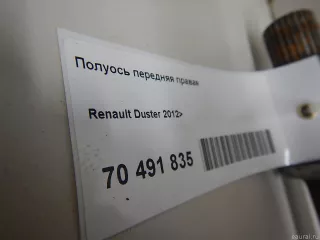 Полуось передняя правая
Renault Duster 2012>
70 491 835